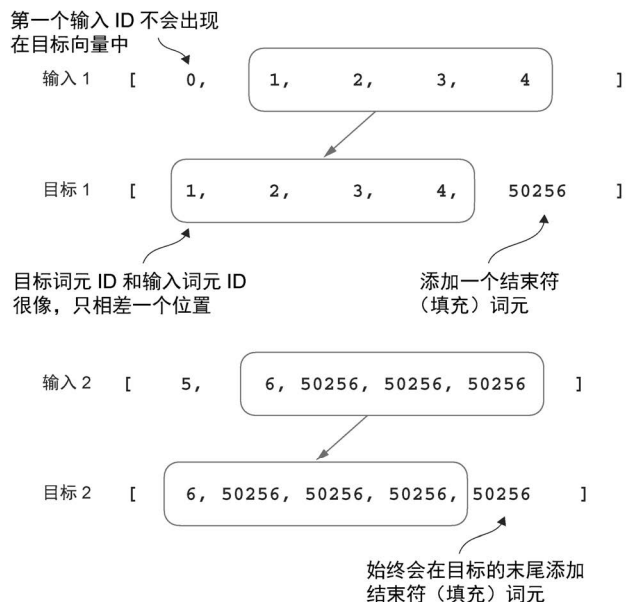 第一个输入 ID 不会出现
在目标向量中
输入 1 [ 0, 1, 2, 3, 4 ]
目标 1 [ 1, 2, 3, 4, 50256 ]
目标词元 ID 和输入词元 ID
很像，只相差一个位置
添加一个结束符
（填充）词元
输入 2 [ 5, 6, 50256, 50256, 50256 ]
目标 2 [ 6, 50256, 50256, 50256, 50256 ]
始终会在目标的末尾添加
结束符（填充）词元